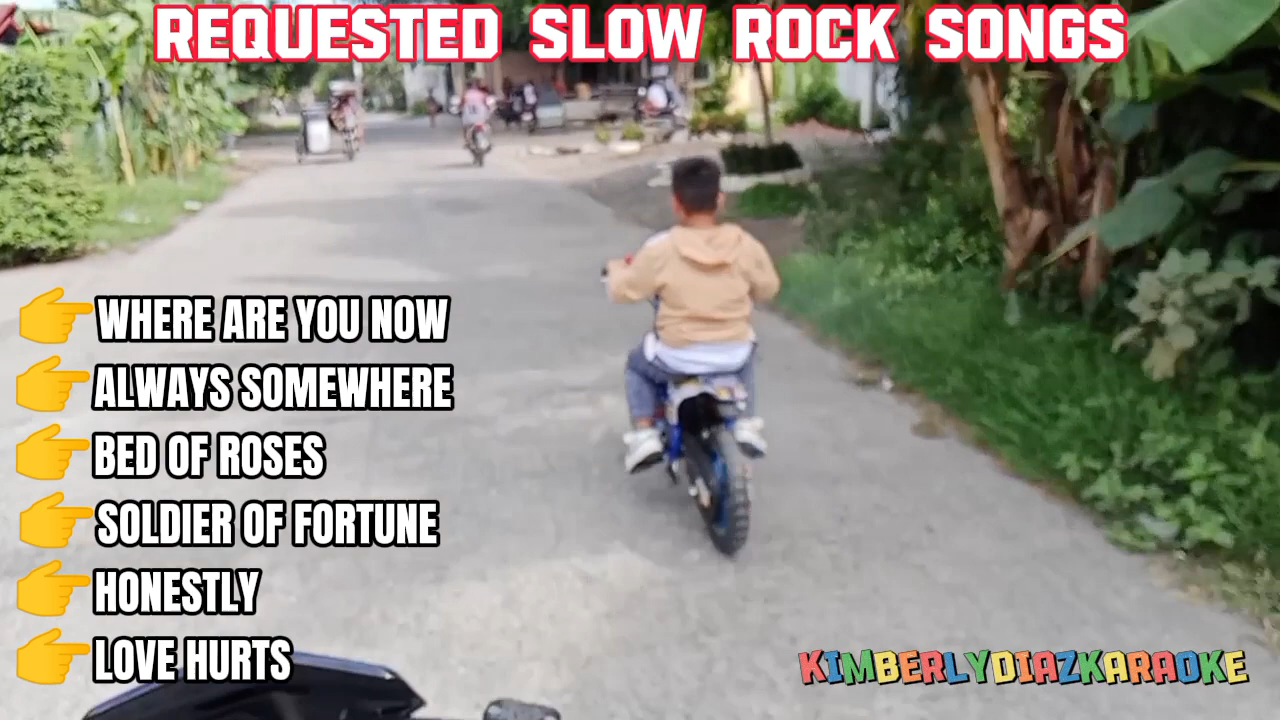 REQUESTED SLOW ROCK SONGS
👉WHERE ARE YOU NOW
👉ALWAYS SOMEWHERE
👉BED OF ROSES
👉SOLDIER OF FORTUNE
👉HONESTLY
👉LOVE HURTS
KIMBERLYDIAZKARAOKE